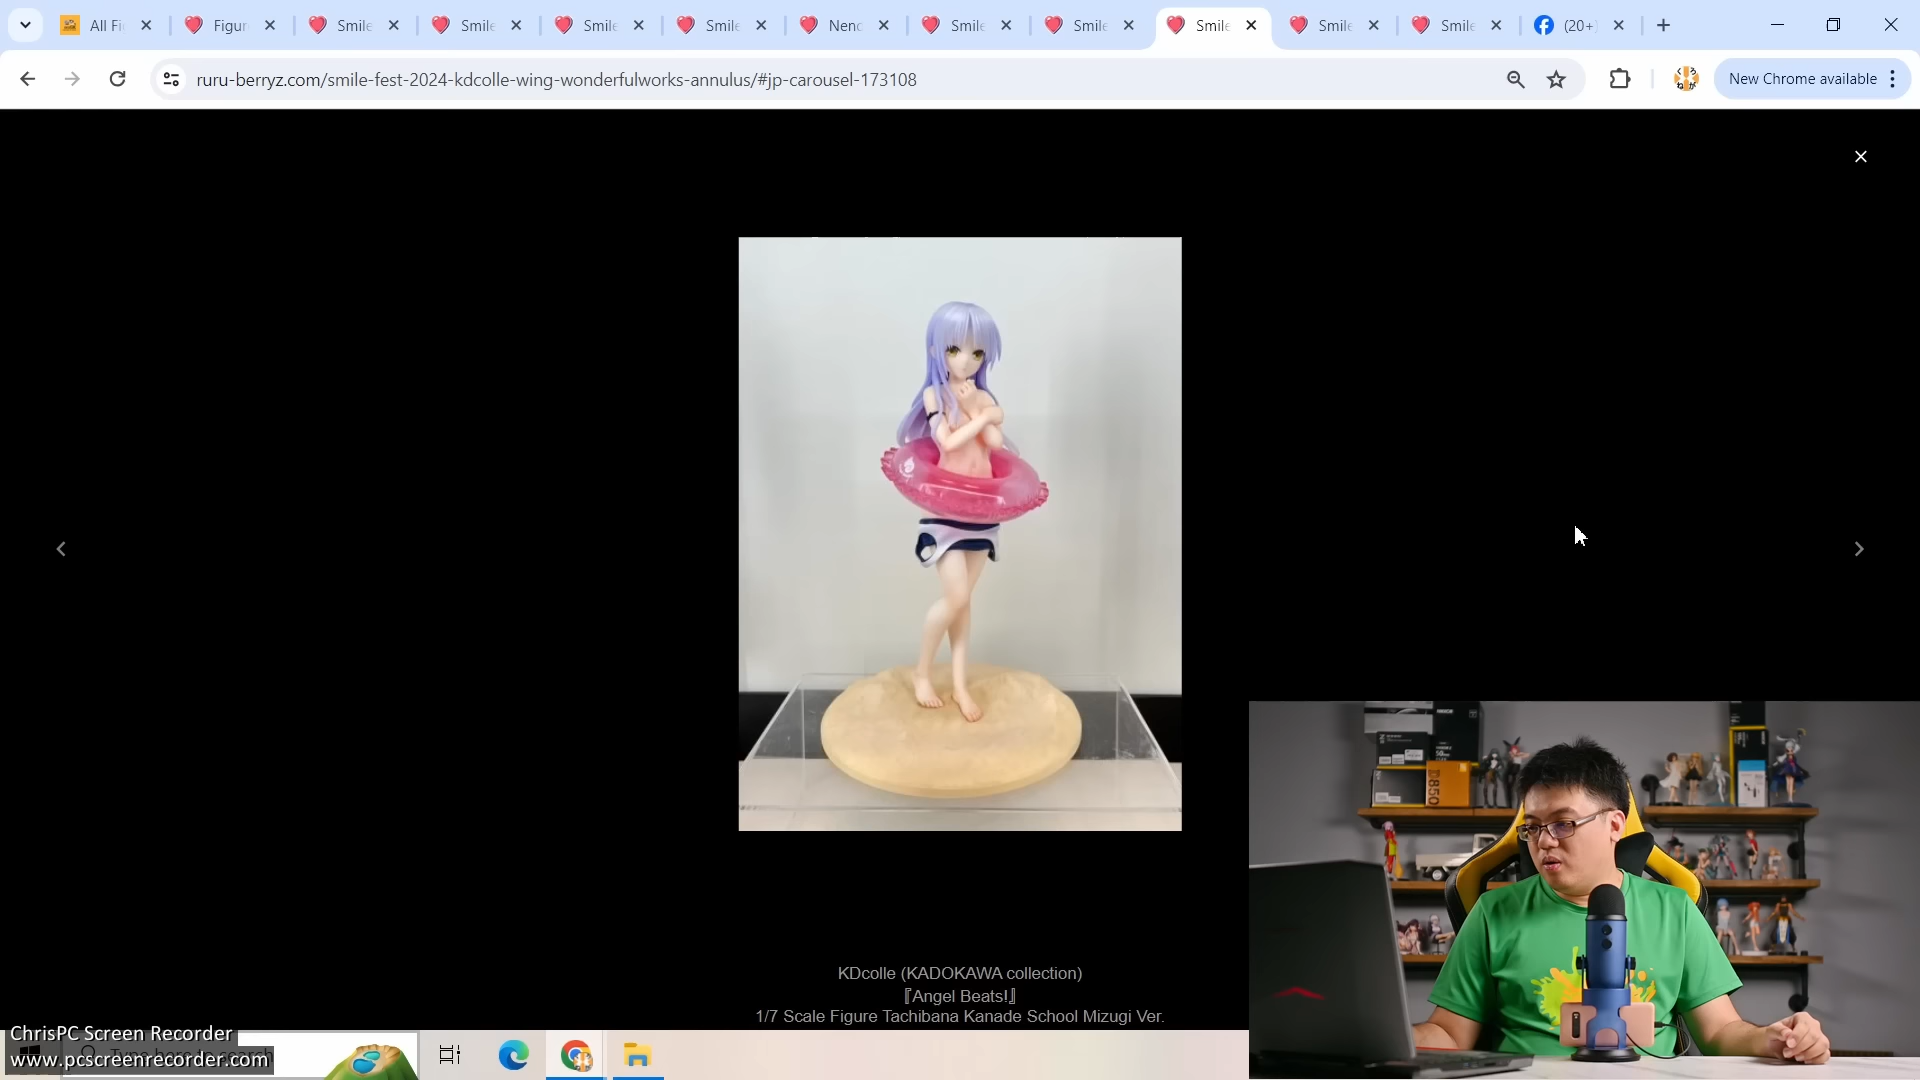 All Fi
Figur
Smile
Smile
Smile
Smile
Nend
Smile
Smile
Smile
Smile
Smile
(20+)
ruru-berryz.com/smile-fest-2024-kdcolle-wing-wonderfulworks-annulus/#jp-carousel-173108
New Chrome available
D850
KDcolle (KADOKAWA collection)
『Angel Beats!』
1/7 Scale Figure Tachibana Kanade School Mizugi Ver.
ChrisPC Screen Recorder
www.pcscreenrecorder.com